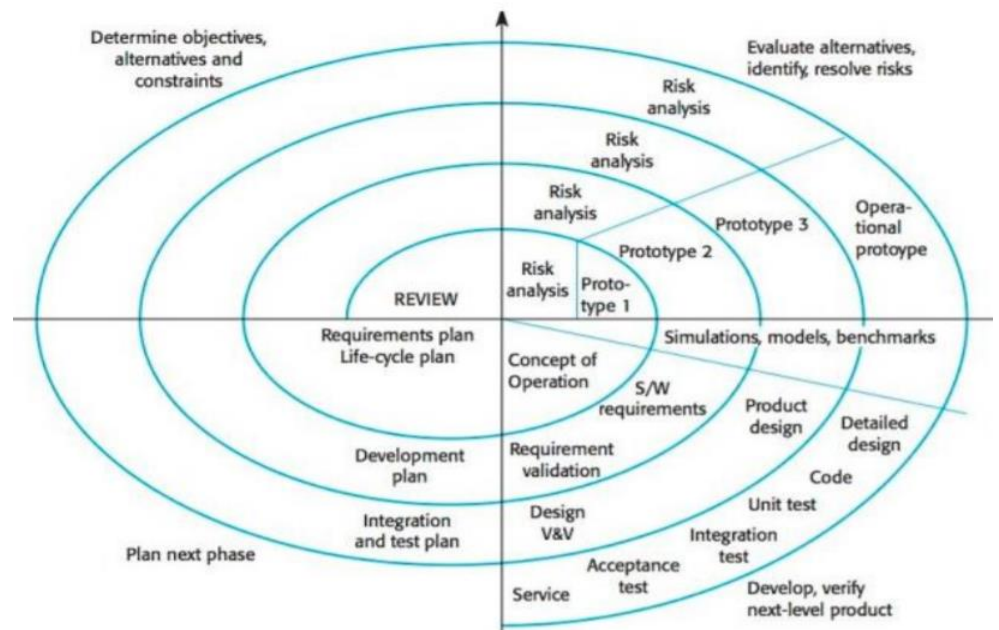 Determine objectives,
alternatives and
constraints
Evaluate alternatives,
identify, resolve risks
Risk
analysis
Risk
analysis
Risk
analysis
Risk
analysis
Proto-
type 1
Prototype 2
Prototype 3
Opera-
tional
protoype
REVIEW
Requirements plan
Life-cycle plan
Concept of
Operation
Simulations, models, benchmarks
S/W
requirements
Product
design
Detailed
design
Development
plan
Requirement
validation
Code
Unit test
Integration
and test plan
Design
V&V
Integration
test
Plan next phase
Acceptance
test
Service
Develop, verify
next-level product